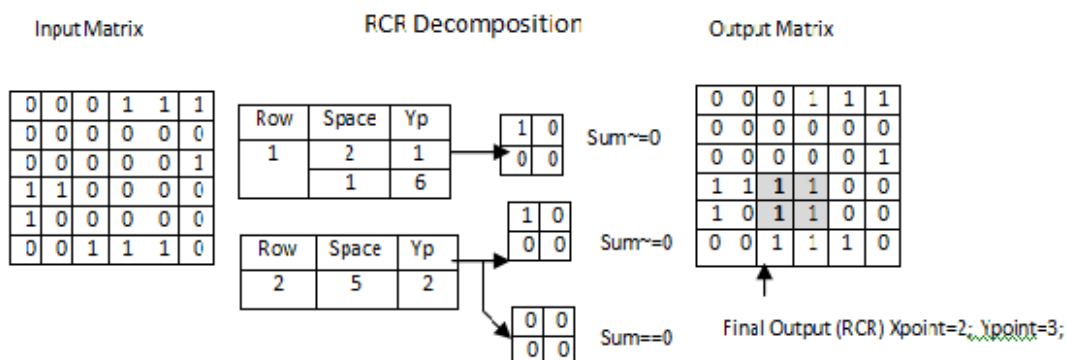 Input Matrix
RCR Decomposition
Output Matrix
0 0 0 1 1 1
0 0 0 0 0 0
0 0 0 0 0 1
1 1 0 0 0 0
1 0 0 0 0 0
0 0 1 1 1 0
Row Space Yp
1 2 1
1 6
1 0
0 0
Sum~=0
Row Space Yp
2 5 2
1 0
0 0
Sum~=0
0 0
0 0
Sum==0
0 0 0 1 1 1
0 0 0 0 0 0
0 0 0 0 0 1
1 1 1 1 0 0
1 0 1 1 0 0
0 0 1 1 1 0
Final Output (RCR) Xpoint=2; Ypoint=3;